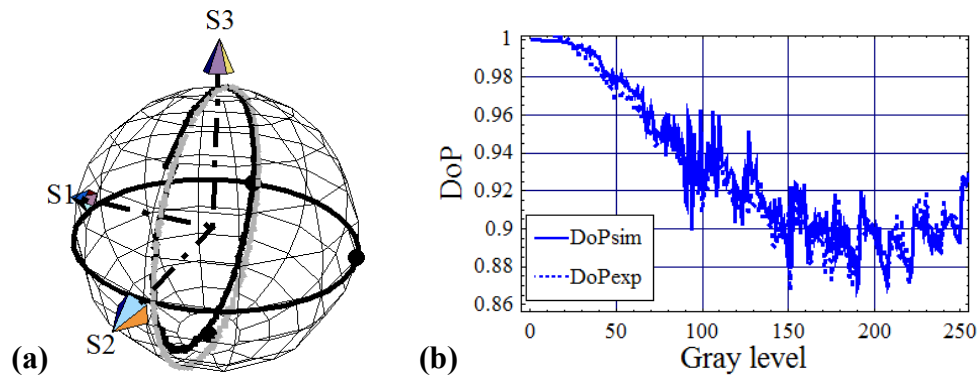 S3
S1
S2
(a)
1
0.98
0.96
0.94
0.92
0.9
0.88
0.86
DoP
DoPsim
DoPexp
0 50 100 150 200 250
Gray level
(b)